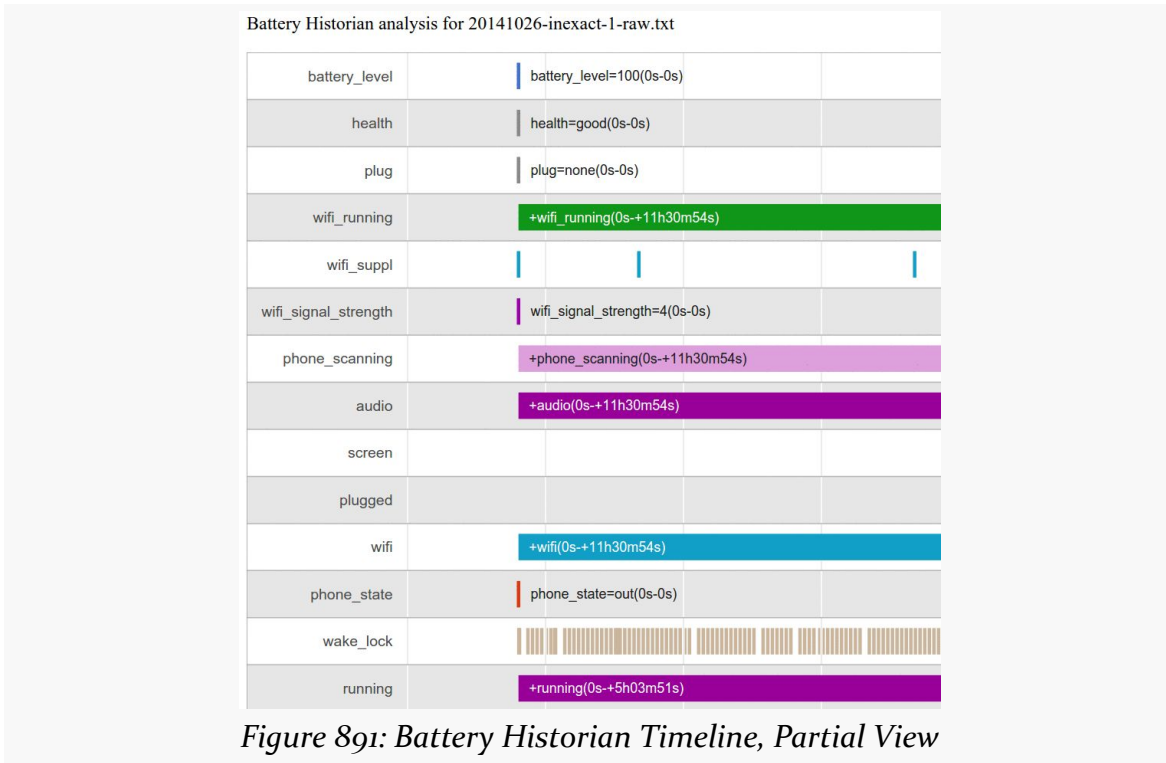 Battery Historian analysis for 20141026-inexact-1-raw.txt
battery_level battery_level=100(0s-0s)
health health=good(0s-0s)
plug plug=none(0s-0s)
wifi_running +wifi_running(0s-+11h30m54s)
wifi_suppl
wifi_signal_strength wifi_signal_strength=4(0s-0s)
phone_scanning +phone_scanning(0s-+11h30m54s)
audio +audio(0s-+11h30m54s)
screen
plugged
wifi +wifi(0s-+11h30m54s)
phone_state phone_state=out(0s-0s)
wake_lock
running +running(0s-+5h03m51s)
Figure 891: Battery Historian Timeline, Partial View